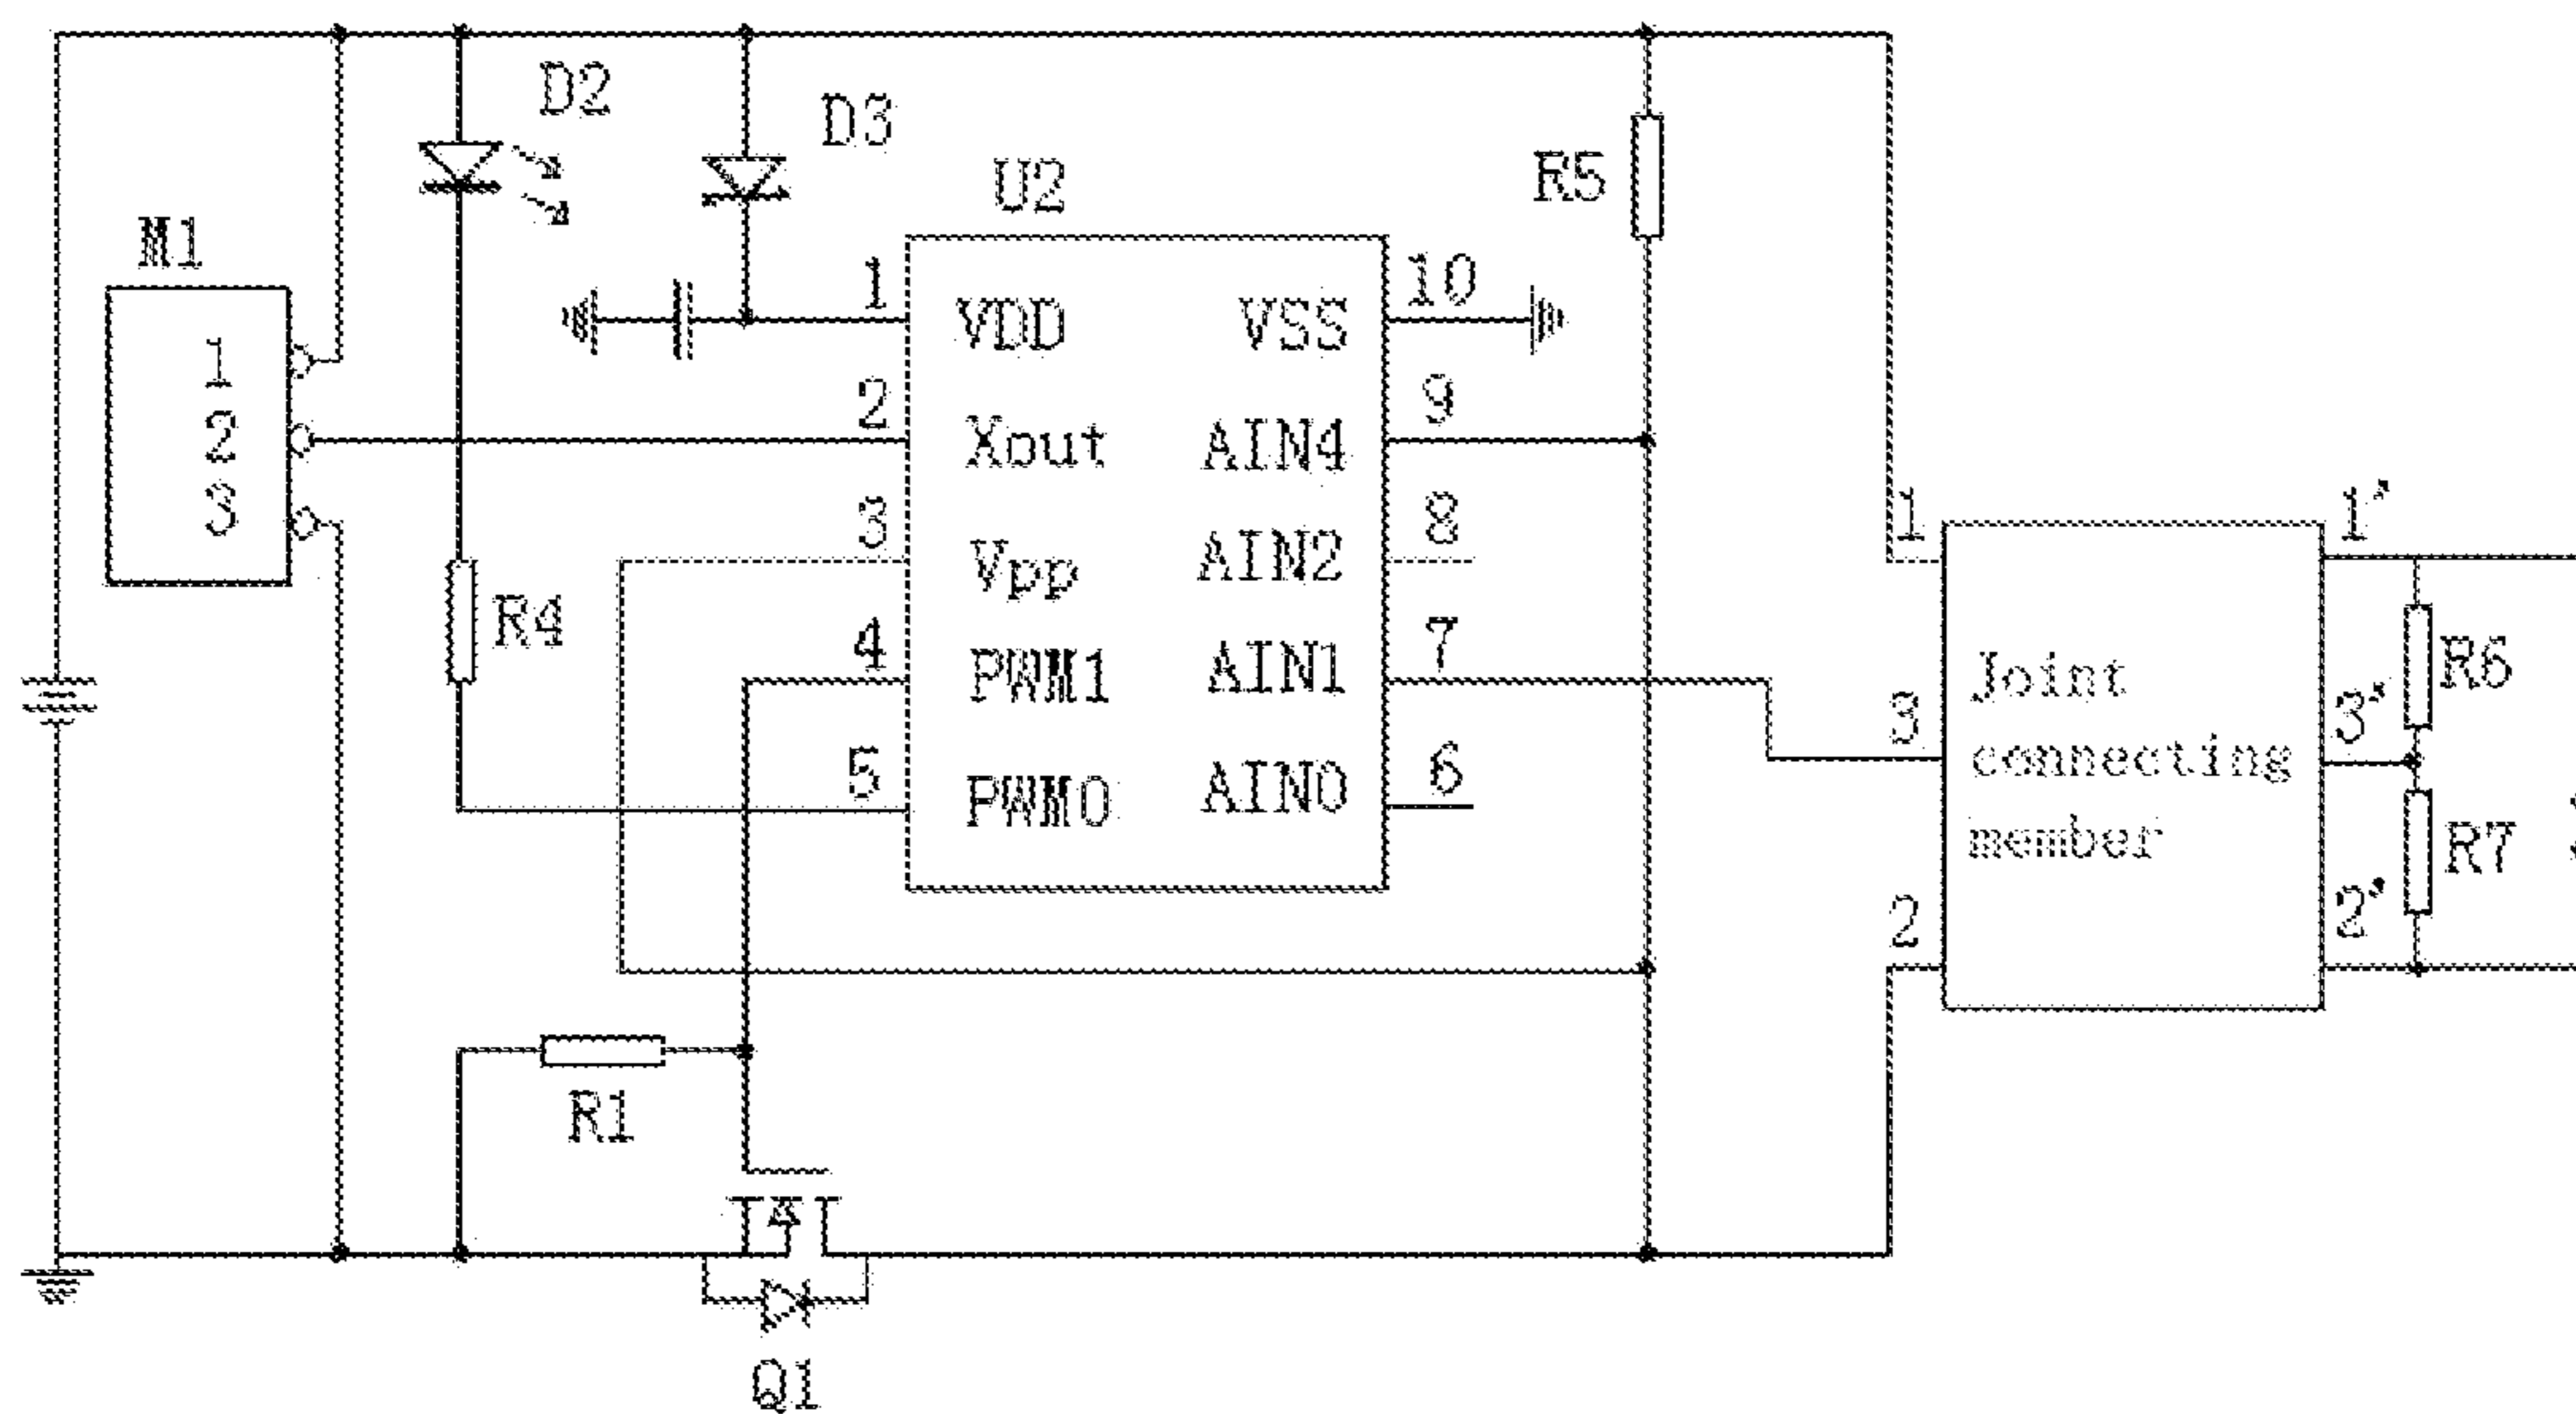 D2
D3
U2
R5
M1
1
2
3
1
VDD
VSS
10
2
Xout
AIN4
9
3
Vpp
AIN2
8
4
PWM1
AIN1
7
5
PWM0
AIN0
6
R4
R1
Q1
1
3
2
Joint
connecting
member
1'
3'
2'
R6
R7